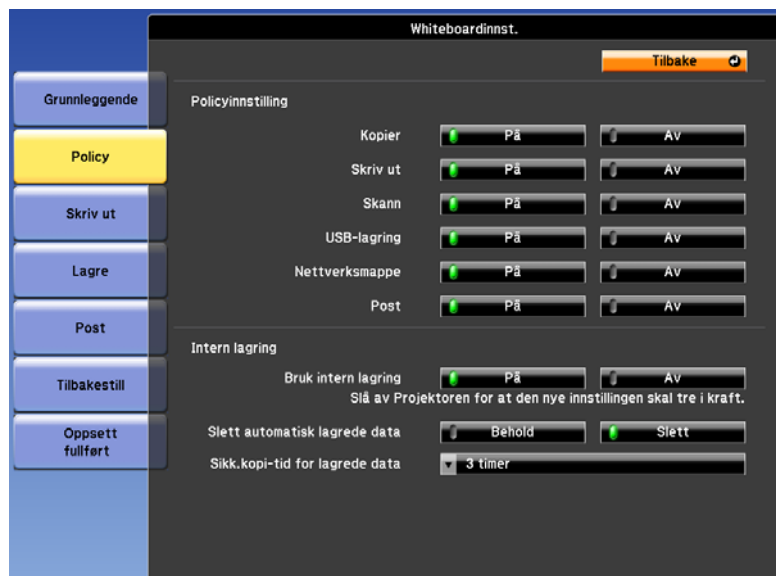 Whiteboardinnst.
Tilbake
Grunnleggende
Policy
Skriv ut
Lagre
Post
Tilbakestill
Oppsett
fullført
Policyinnstilling
Kopier På Av
Skriv ut På Av
Skann På Av
USB-lagring På Av
Nettverksmappe På Av
Post På Av
Intern lagring
Bruk intern lagring På Av
Slå av Projektoren for at den nye innstillingen skal tre i kraft.
Slett automatisk lagrede data Behold Slett
Sikk.kopi-tid for lagrede data 3 timer